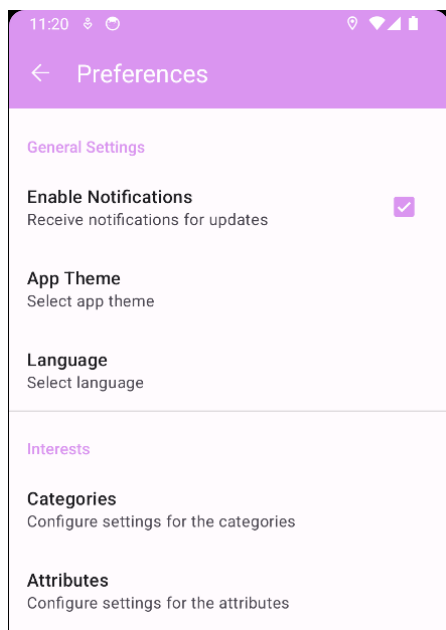 11:20
Preferences
General Settings
Enable Notifications
Receive notifications for updates
App Theme
Select app theme
Language
Select language
Interests
Categories
Configure settings for the categories
Attributes
Configure settings for the attributes